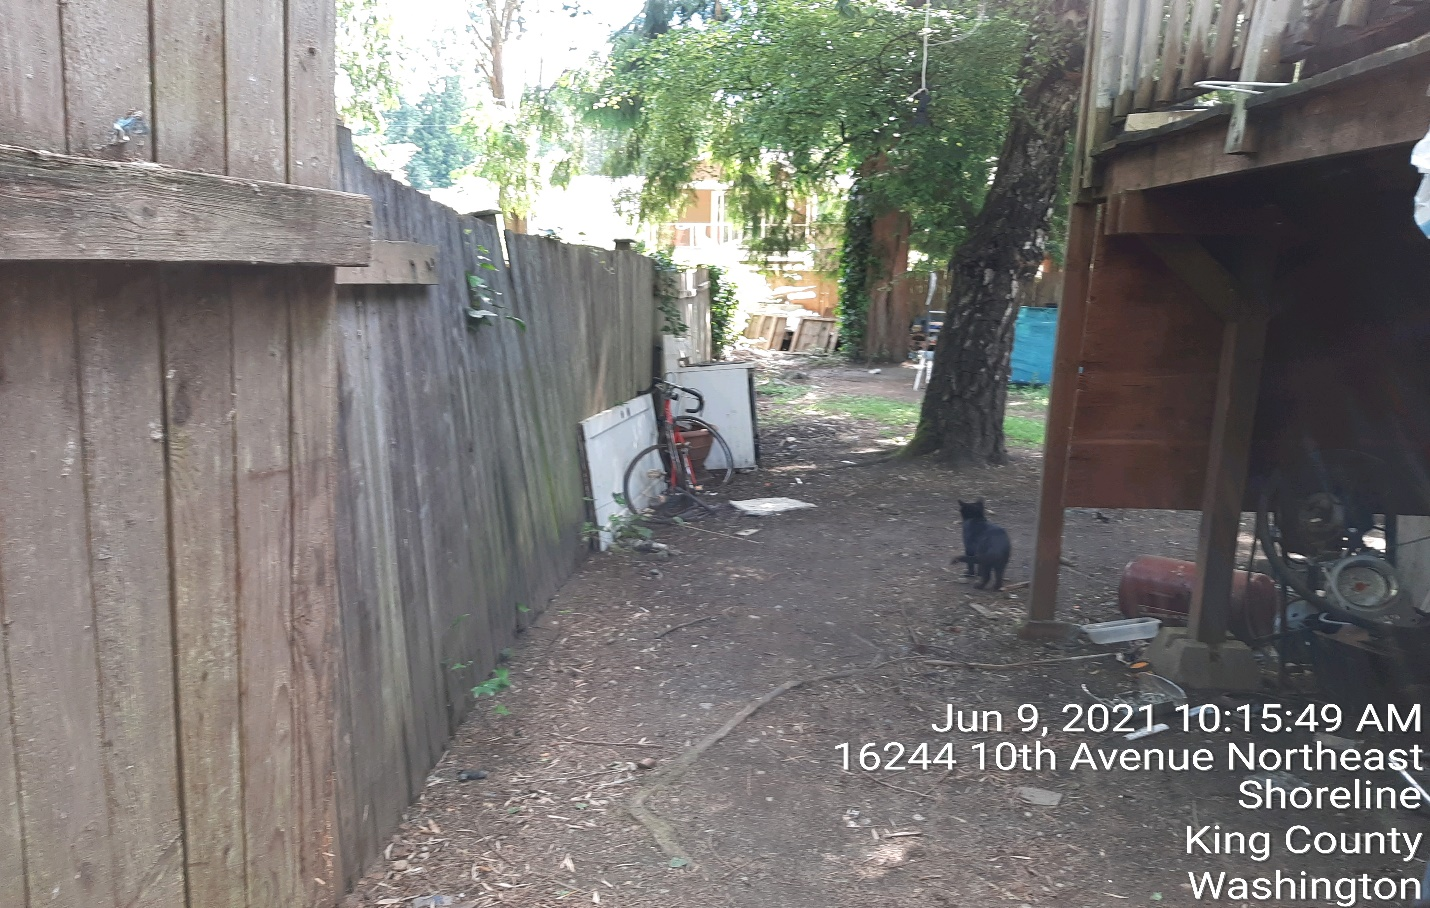 Jun 9, 2021 10:15:49 AM
16244 10th Avenue Northeast
Shoreline
King County
Washington